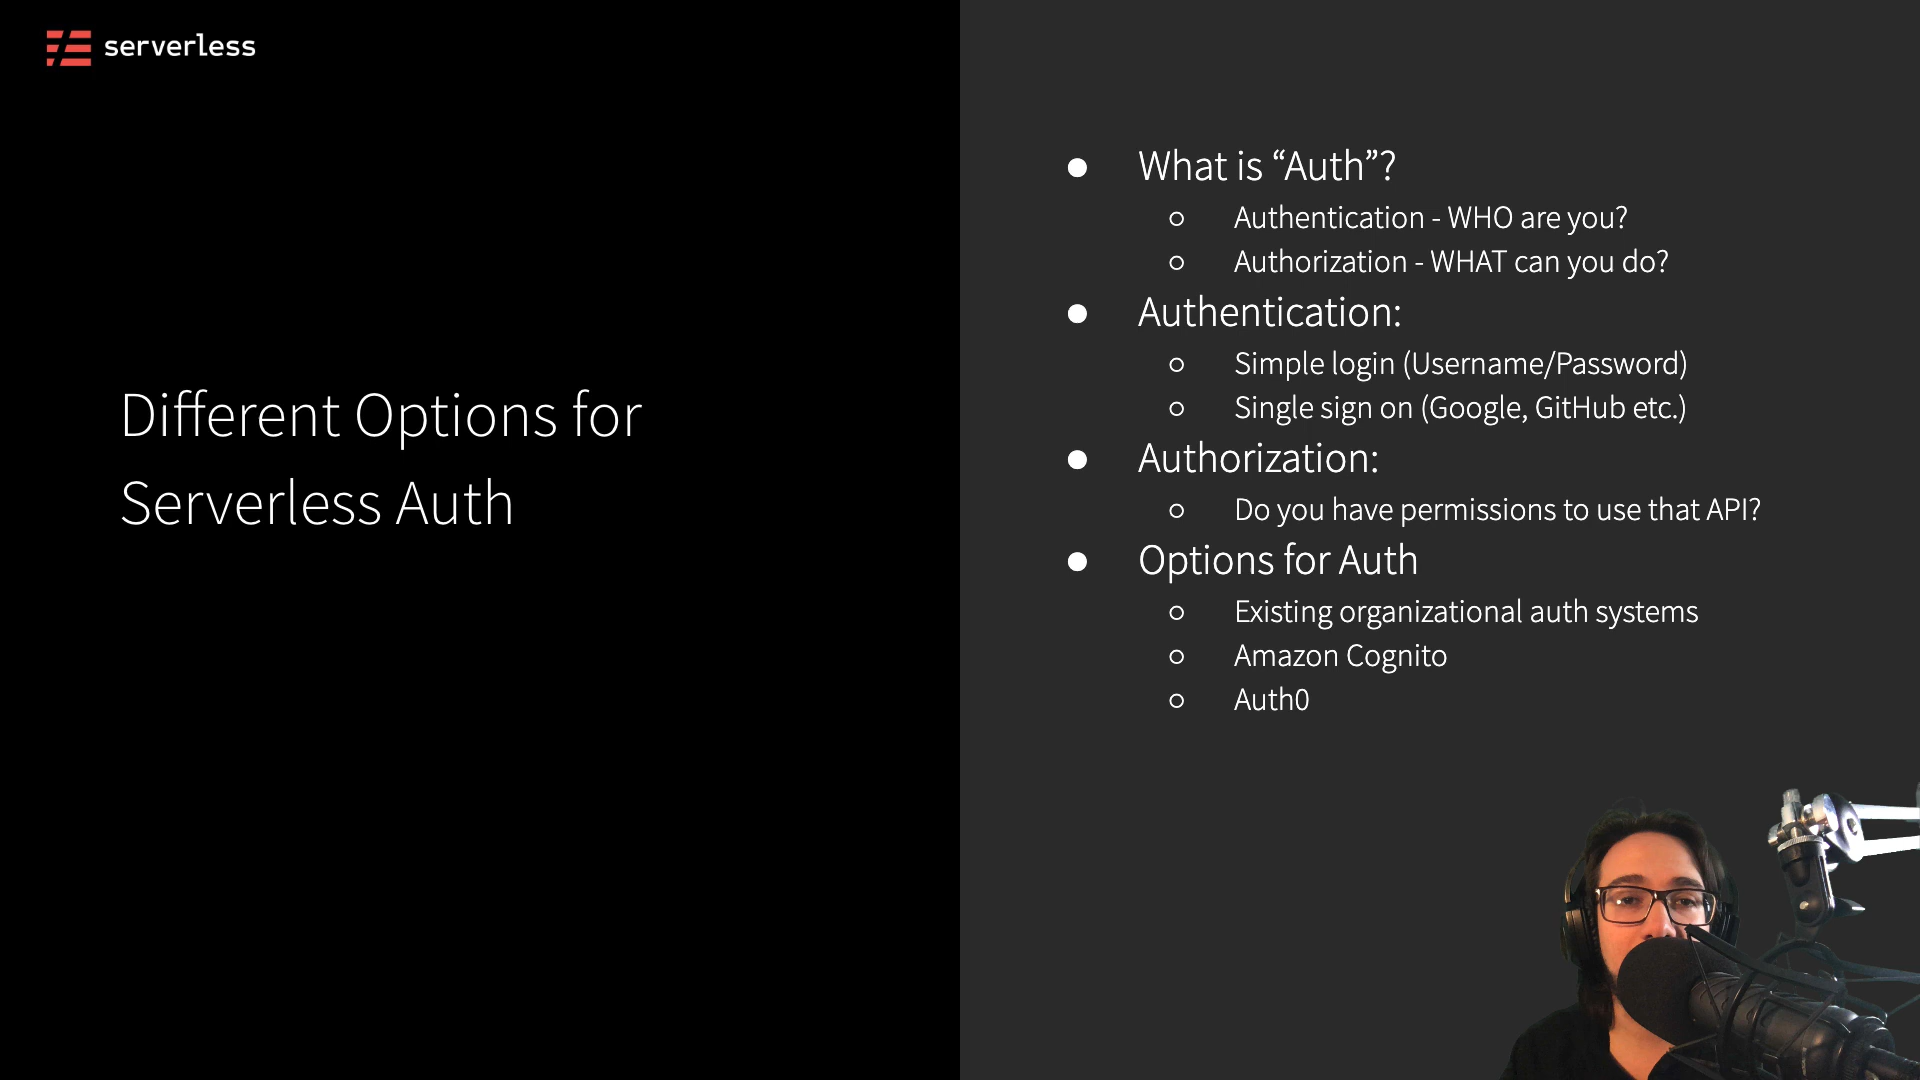 serverless
Different Options for
Serverless Auth
● What is “Auth”?
○ Authentication - WHO are you?
○ Authorization - WHAT can you do?
● Authentication:
○ Simple login (Username/Password)
○ Single sign on (Google, GitHub etc.)
● Authorization:
○ Do you have permissions to use that API?
● Options for Auth
○ Existing organizational auth systems
○ Amazon Cognito
○ Auth0